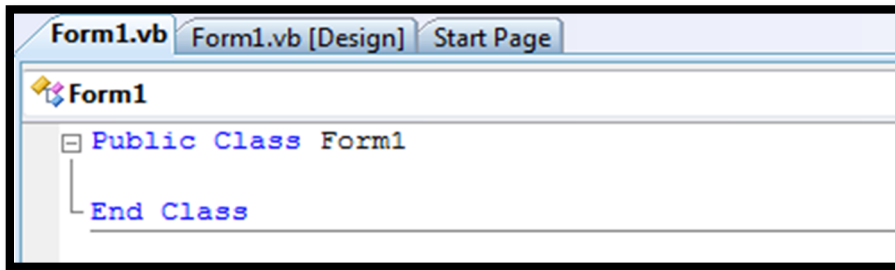 Form1.vb Form1.vb [Design] Start Page
Form1
Public Class Form1
End Class